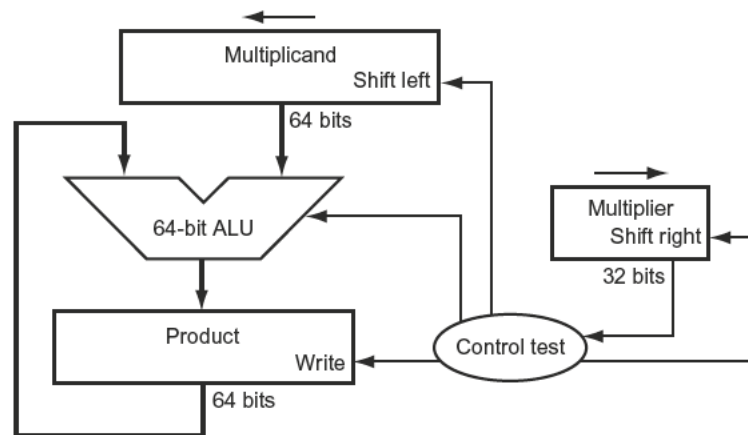 Multiplicand
Shift left
64 bits
64-bit ALU
Multiplier
Shift right
32 bits
Product
Write
Control test
64 bits